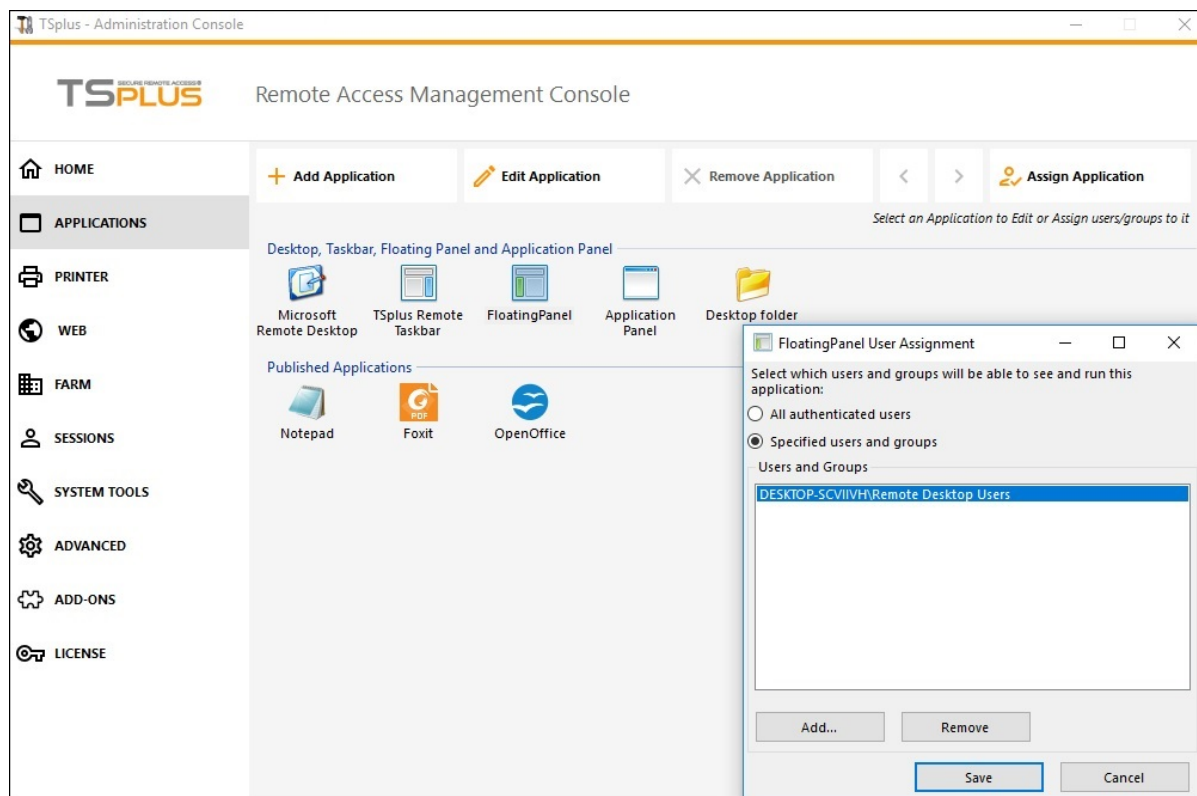 TSplus - Administration Console
TSPLUS SECURE REMOTE ACCESS®
Remote Access Management Console
HOME
APPLICATIONS
PRINTER
WEB
FARM
SESSIONS
SYSTEM TOOLS
ADVANCED
ADD-ONS
LICENSE
Add Application
Edit Application
Remove Application
<
>
Assign Application
Select an Application to Edit or Assign users/groups to it
Desktop, Taskbar, Floating Panel and Application Panel
Microsoft
Remote Desktop
TSplus Remote
Taskbar
FloatingPanel
Application
Panel
Desktop folder
Published Applications
Notepad
PDF
Foxit
OpenOffice
FloatingPanel User Assignment
Select which users and groups will be able to see and run this
application:
All authenticated users
Specified users and groups
Users and Groups
DESKTOP-SCVIIVH\Remote Desktop Users
Add...
Remove
Save
Cancel